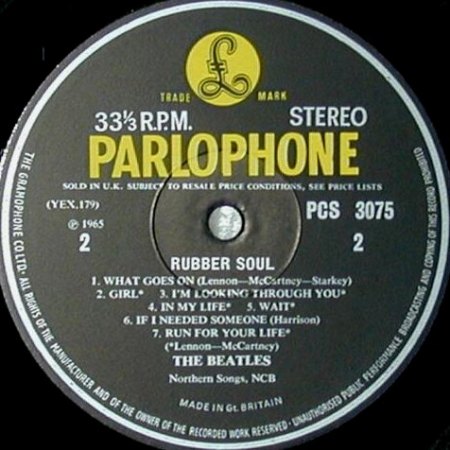 £
TRADE MARK
33⅓ R.P.M. STEREO
PARLOPHONE
SOLD IN U.K. SUBJECT TO RESALE PRICE CONDITIONS, SEE PRICE LISTS
(YEX.179) PCS 3075
℗ 1965
2 2
RUBBER SOUL
1. WHAT GOES ON (Lennon—McCartney—Starkey)
2. GIRL* 3. I'M LOOKING THROUGH YOU*
4. IN MY LIFE* 5. WAIT*
6. IF I NEEDED SOMEONE (Harrison)
7. RUN FOR YOUR LIFE*
(*Lennon—McCartney)
THE BEATLES
Northern Songs, NCB
MADE IN Gt. BRITAIN
THE GRAMOPHONE CO. LTD. ALL RIGHTS OF THE MANUFACTURER AND OF THE OWNER OF THE RECORDED WORK RESERVED · UNAUTHORISED PUBLIC PERFORMANCE BROADCASTING AND COPYING OF THIS RECORD PROHIBITED